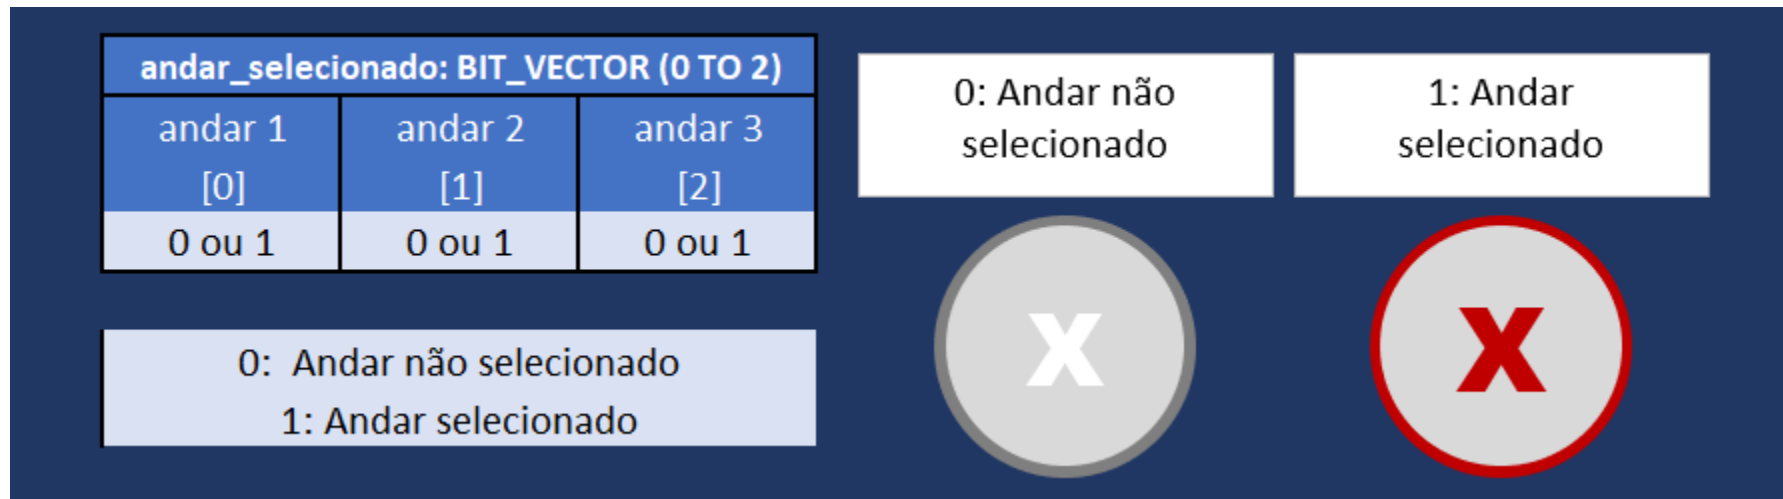 andar_selecionado: BIT_VECTOR (0 TO 2)
andar 1 andar 2 andar 3
[0] [1] [2]
0 ou 1 0 ou 1 0 ou 1
0: Andar não selecionado
1: Andar selecionado
0: Andar não
selecionado
1: Andar
selecionado
X
X